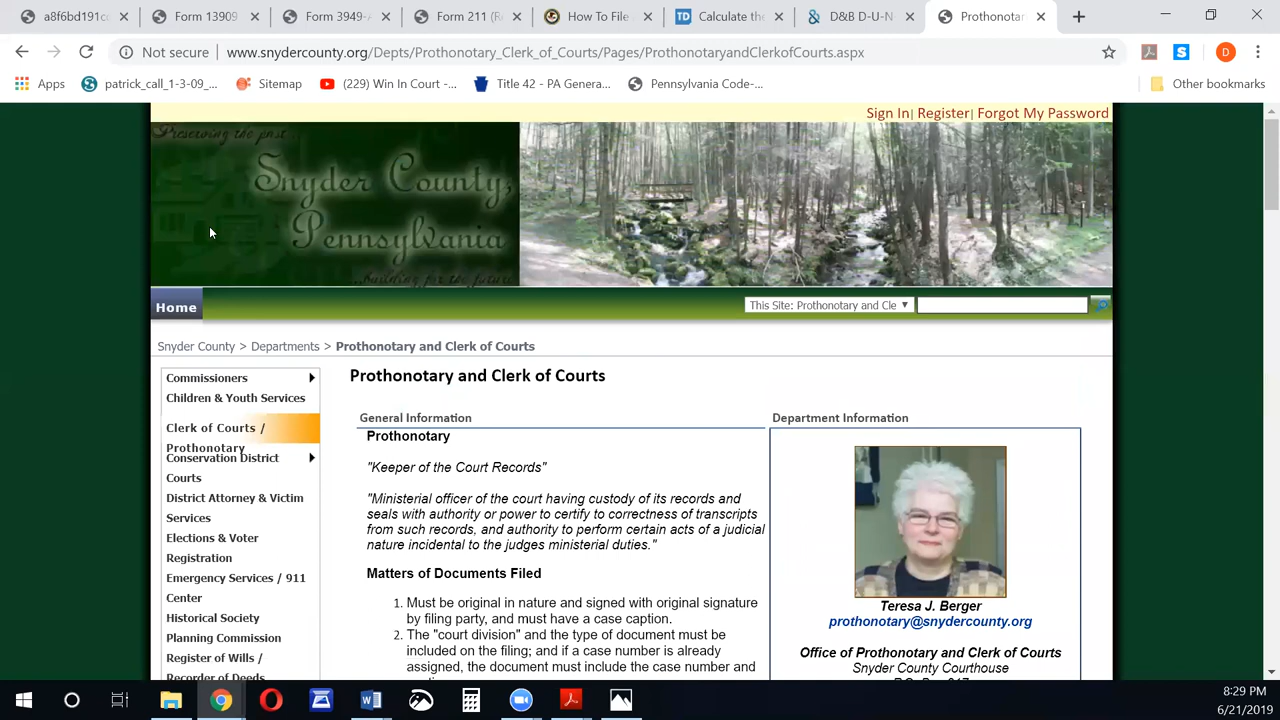 a8f6bd191c
Form 13909
Form 3949-
Form 211 (R
How To File
Calculate the
D&B D-U-N
Prothonotar
Not secure
www.snydercounty.org/Depts/Prothonotary_Clerk_of_Courts/Pages/ProthonotaryandClerkofCourts.aspx
D
Apps
patrick_call_1-3-09_...
Sitemap
(229) Win In Court -...
Title 42 - PA Genera...
Pennsylvania Code-...
Other bookmarks
Sign In| Register| Forgot My Password
Preserving the past...
Snyder County,
Pennsylvania
...building for the future
Home
This Site: Prothonotary and Cle
Snyder County > Departments > Prothonotary and Clerk of Courts
Commissioners
Children & Youth Services
Clerk of Courts /
Prothonotary
Conservation District
Courts
District Attorney & Victim
Services
Elections & Voter
Registration
Emergency Services / 911
Center
Historical Society
Planning Commission
Register of Wills /
Recorder of Deeds
Prothonotary and Clerk of Courts
General Information
Prothonotary
"Keeper of the Court Records"
"Ministerial officer of the court having custody of its records and
seals with authority or power to certify to correctness of transcripts
from such records, and authority to perform certain acts of a judicial
nature incidental to the judges ministerial duties."
Matters of Documents Filed
1. Must be original in nature and signed with original signature
by filing party, and must have a case caption.
2. The "court division" and the type of document must be
included on the filing; and if a case number is already
assigned, the document must include the case number and
Department Information
Teresa J. Berger
prothonotary@snydercounty.org
Office of Prothonotary and Clerk of Courts
Snyder County Courthouse
8:29 PM
6/21/2019